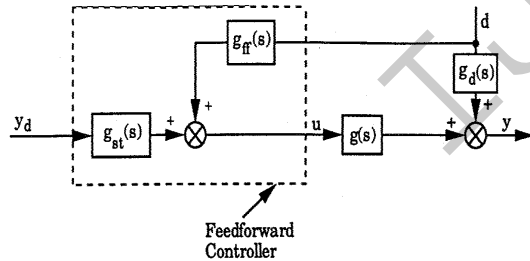 d
g_ff(s)
g_d(s)
+
+
y_d
g_st(s)
+
u
g(s)
+
y
Feedforward
Controller